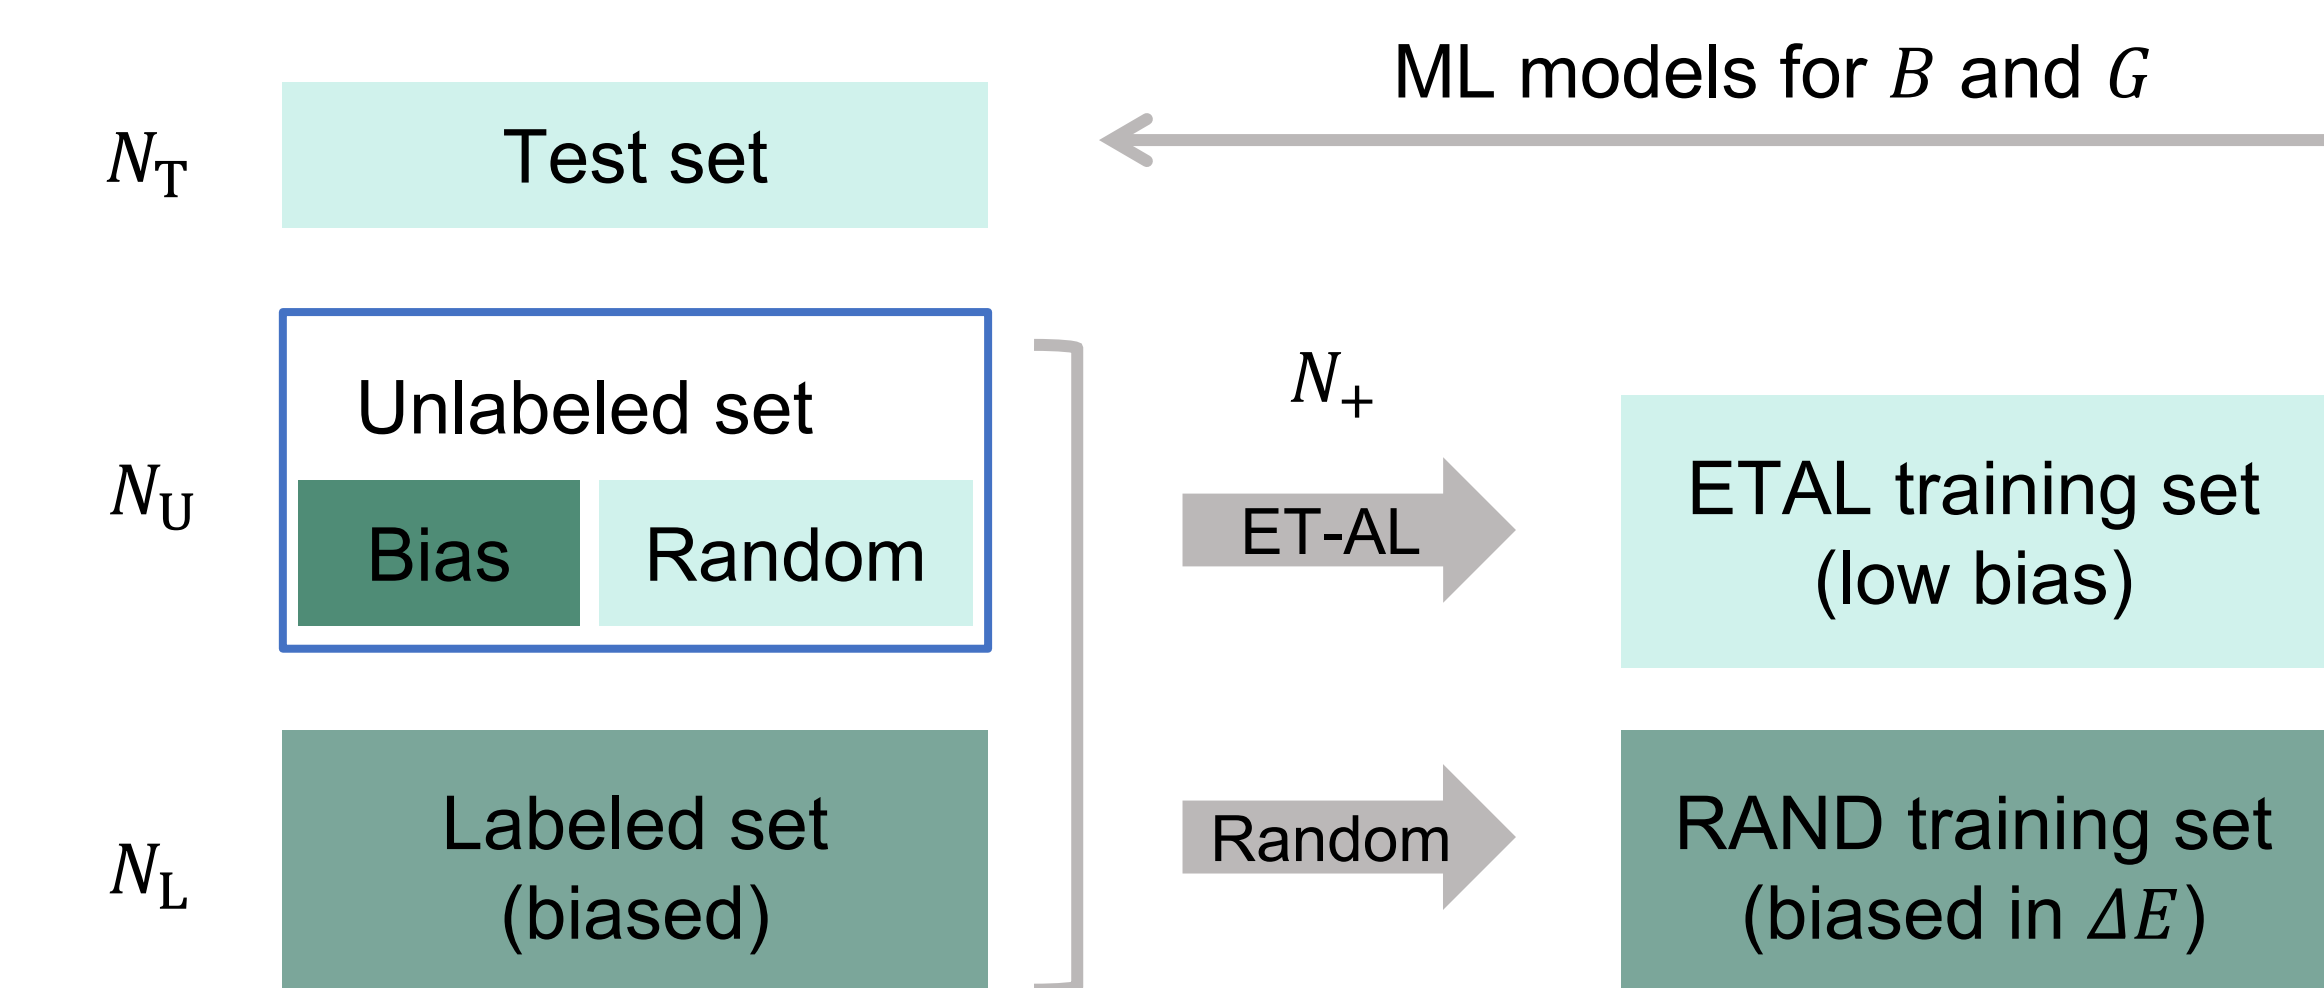 ML models for B and G
N_T
Test set
Unlabeled set
N_U
Bias
Random
N_+
ET-AL
ETAL training set
(low bias)
N_L
Labeled set
(biased)
Random
RAND training set
(biased in ΔE)